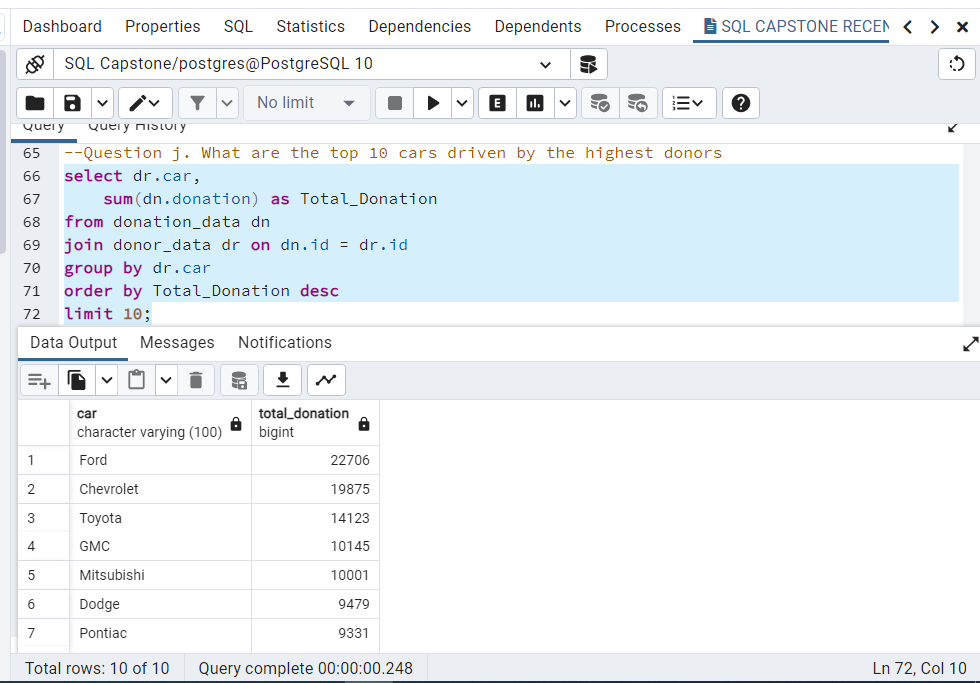 Dashboard Properties SQL Statistics Dependencies Dependents Processes SQL CAPSTONE RECEN
SQL Capstone/postgres@PostgreSQL 10
No limit E
Query Query History
65 --Question j. What are the top 10 cars driven by the highest donors
66 select dr.car,
67 sum(dn.donation) as Total_Donation
68 from donation_data dn
69 join donor_data dr on dn.id = dr.id
70 group by dr.car
71 order by Total_Donation desc
72 limit 10;
Data Output Messages Notifications
car total_donation
character varying (100) bigint
1 Ford 22706
2 Chevrolet 19875
3 Toyota 14123
4 GMC 10145
5 Mitsubishi 10001
6 Dodge 9479
7 Pontiac 9331
Total rows: 10 of 10 Query complete 00:00:00.248 Ln 72, Col 10